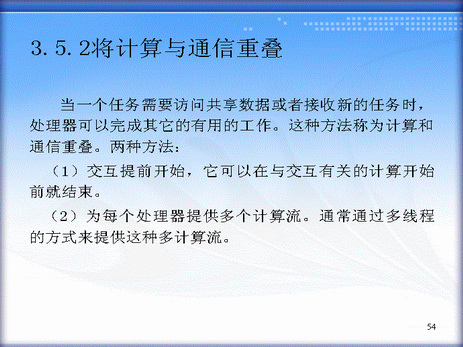 3.5.2将计算与通信重叠
当一个任务需要访问共享数据或者接收新的任务时，
处理器可以完成其它的有用的工作。这种方法称为计算和
通信重叠。两种方法：
（1）交互提前开始，它可以在与交互有关的计算开始
前就结束。
（2）为每个处理器提供多个计算流。通常通过多线程
的方式来提供这种多计算流。
54